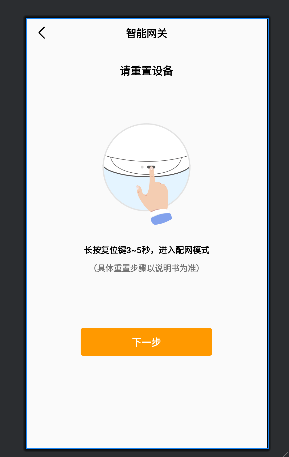 智能网关
请重置设备
长按复位键3~5秒，进入配网模式
（具体重置步骤以说明书为准）
下一步